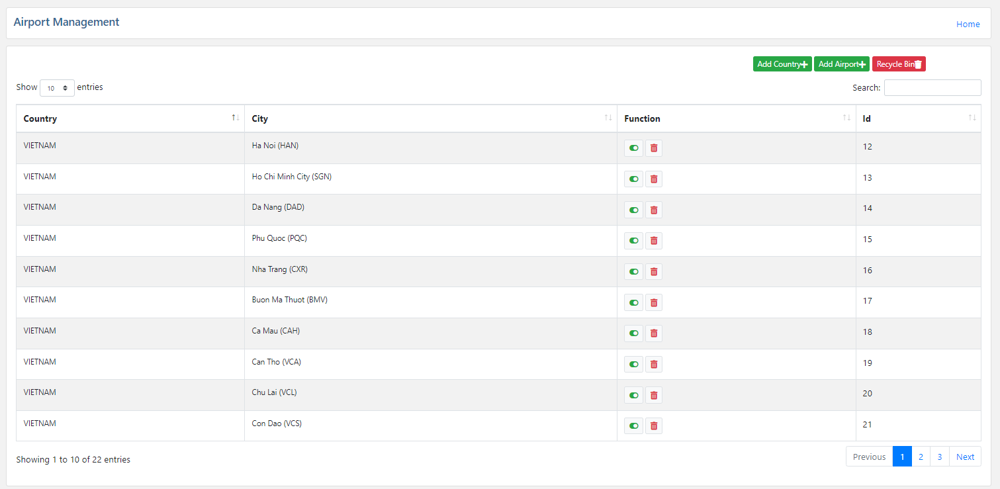 Airport Management
Home
Add Country Add Airport Recycle Bin
Show 10 entries Search:
Country City Function Id
VIETNAM Ha Noi (HAN) 12
VIETNAM Ho Chi Minh City (SGN) 13
VIETNAM Da Nang (DAD) 14
VIETNAM Phu Quoc (PQC) 15
VIETNAM Nha Trang (CXR) 16
VIETNAM Buon Ma Thuot (BMV) 17
VIETNAM Ca Mau (CAH) 18
VIETNAM Can Tho (VCA) 19
VIETNAM Chu Lai (VCL) 20
VIETNAM Con Dao (VCS) 21
Showing 1 to 10 of 22 entries Previous 1 2 3 Next